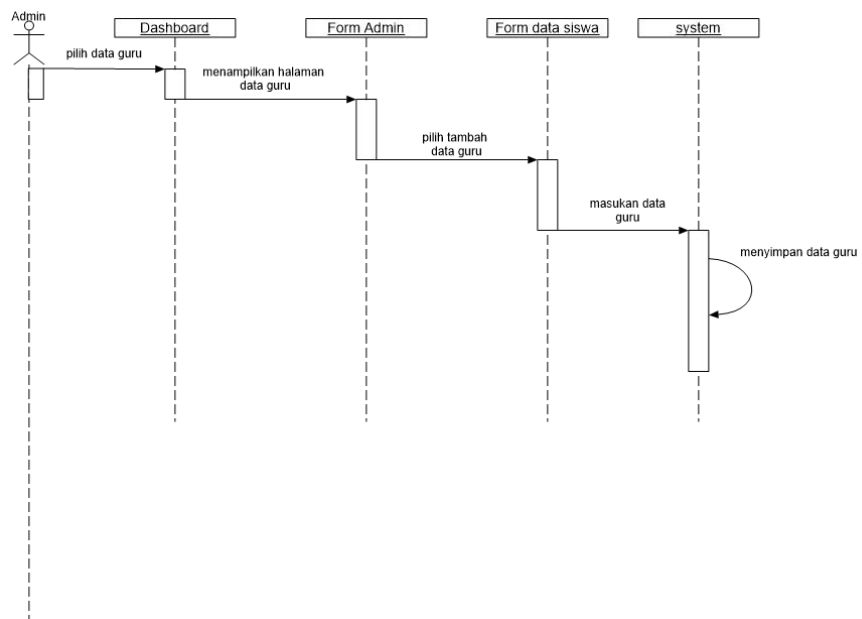 Admin
Dashboard
Form Admin
Form data siswa
system
pilih data guru
menampilkan halaman
data guru
pilih tambah
data guru
masukan data
guru
menyimpan data guru